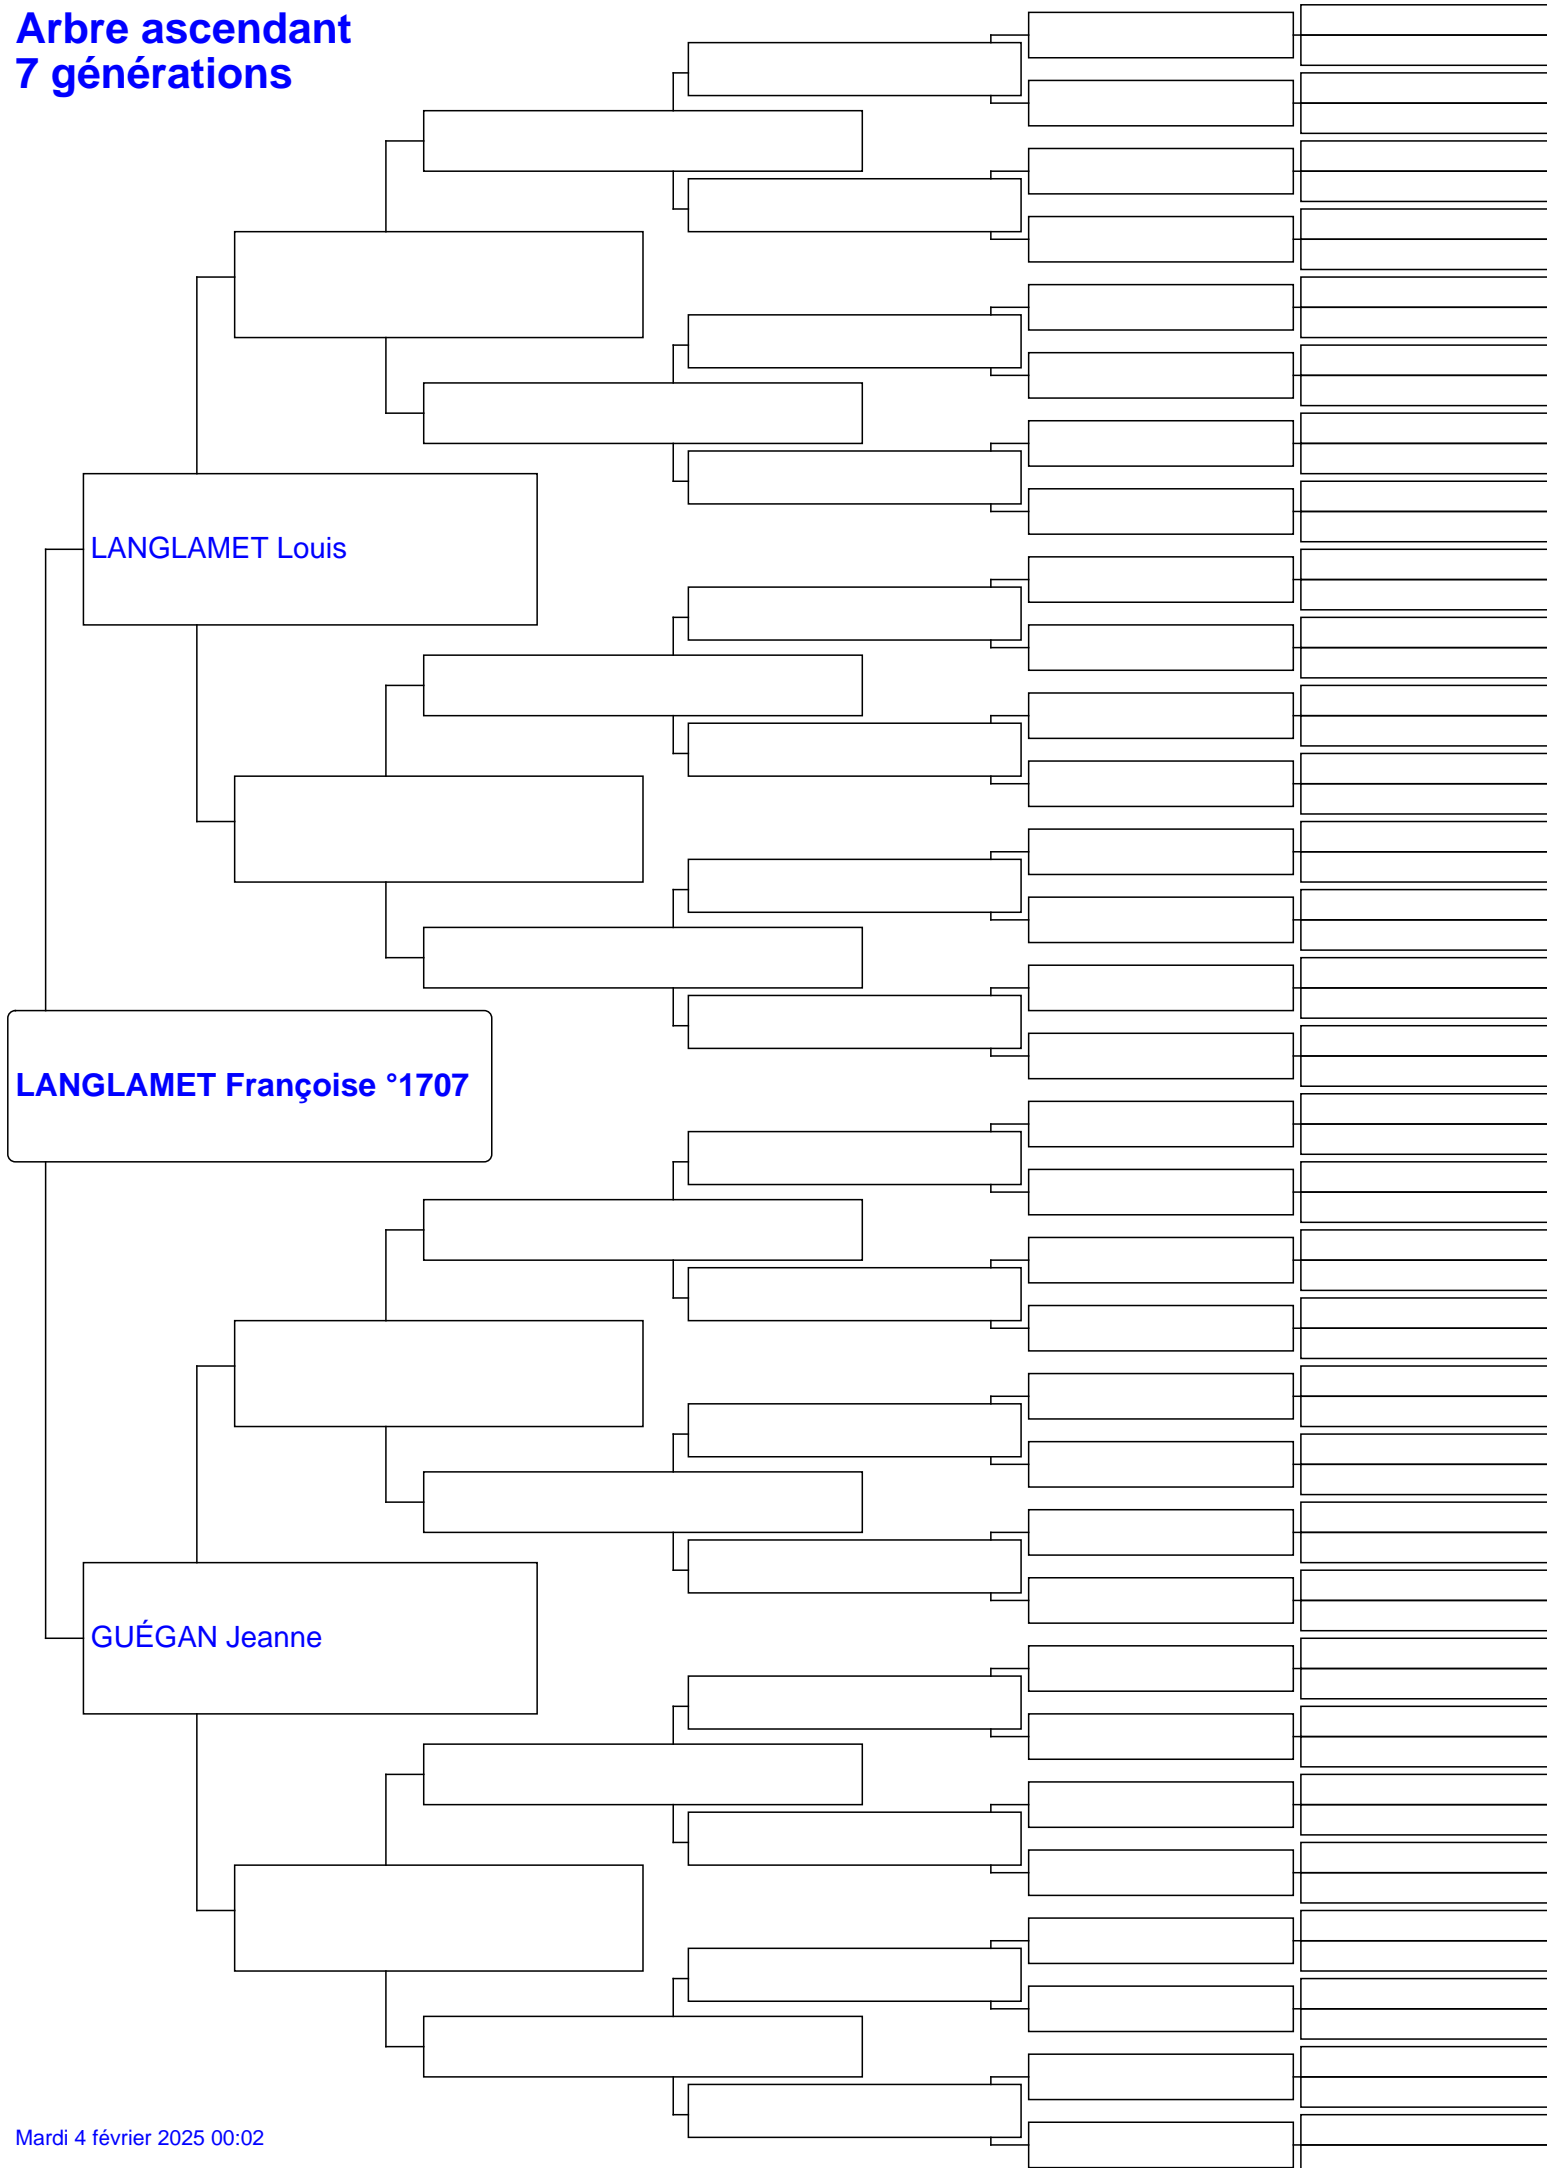 Arbre ascendant
7 générations
LANGLAMET Louis
LANGLAMET Françoise °1707
GUÉGAN Jeanne
Mardi 4 février 2025 00:02